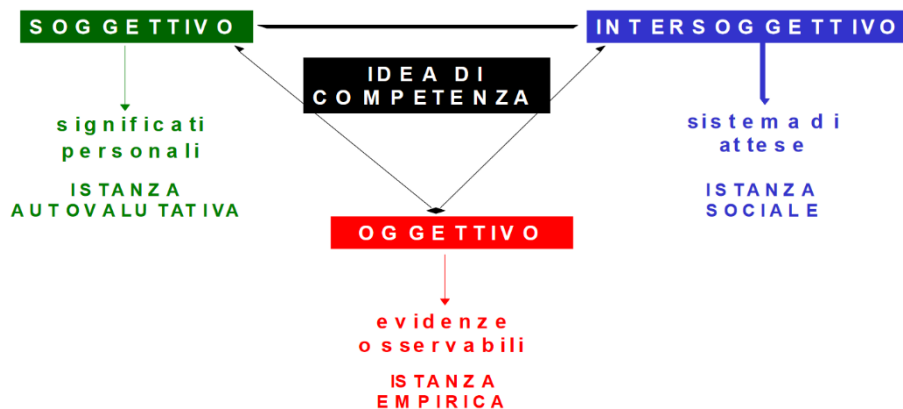 SOGGETTIVO
INTERSOGGETTIVO
IDEA DI
COMPETENZA
significati
personali
ISTANZA
AUTOVALUTATIVA
sistema di
attese
ISTANZA
SOCIALE
OGGETTIVO
evidenze
osservabili
ISTANZA
EMPIRICA